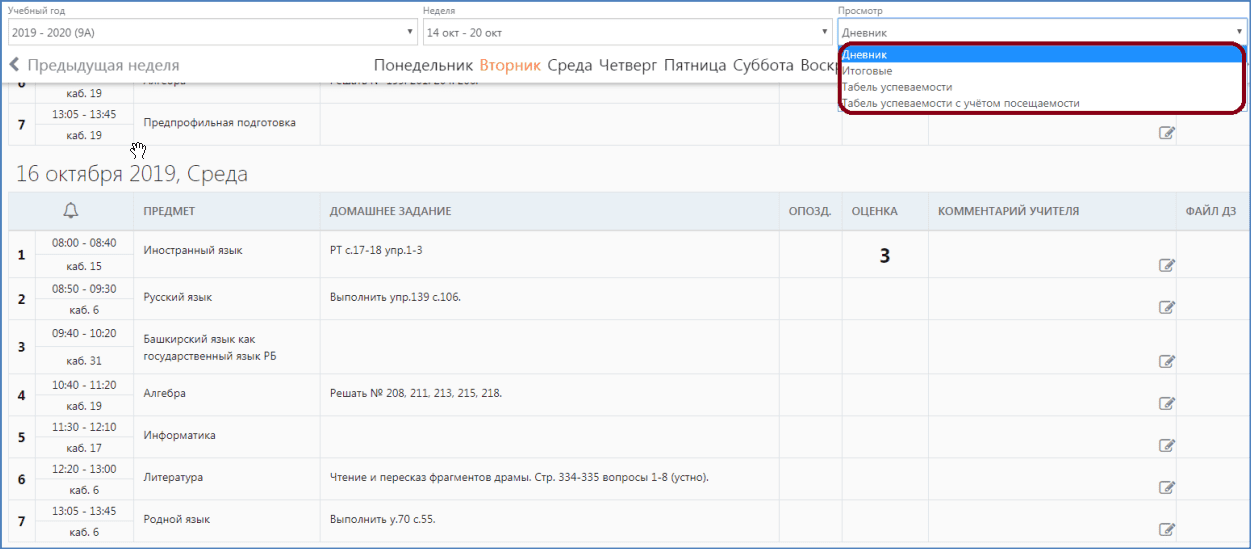 Учебный год
Неделя
Просмотр
2019 - 2020 (9А)
14 окт - 20 окт
Дневник
Дневник
Итоговые
Табель успеваемости
Табель успеваемости с учётом посещаемости
Предыдущая неделя
Понедельник Вторник Среда Четверг Пятница Суббота
каб. 19
7
13:05 - 13:45
каб. 19
Предпрофильная подготовка
16 октября 2019, Среда
ПРЕДМЕТ
ДОМАШНЕЕ ЗАДАНИЕ
ОПОЗД.
ОЦЕНКА
КОММЕНТАРИЙ УЧИТЕЛЯ
ФАЙЛ ДЗ
1
08:00 - 08:40
каб. 15
Иностранный язык
РТ с.17-18 упр.1-3
3
2
08:50 - 09:30
каб. 6
Русский язык
Выполнить упр.139 с.106.
3
09:40 - 10:20
каб. 31
Башкирский язык как
государственный язык РБ
4
10:40 - 11:20
каб. 19
Алгебра
Решать № 208, 211, 213, 215, 218.
5
11:30 - 12:10
каб. 17
Информатика
6
12:20 - 13:00
каб. 6
Литература
Чтение и пересказ фрагментов драмы. Стр. 334-335 вопросы 1-8 (устно).
7
13:05 - 13:45
каб. 6
Родной язык
Выполнить у.70 с.55.